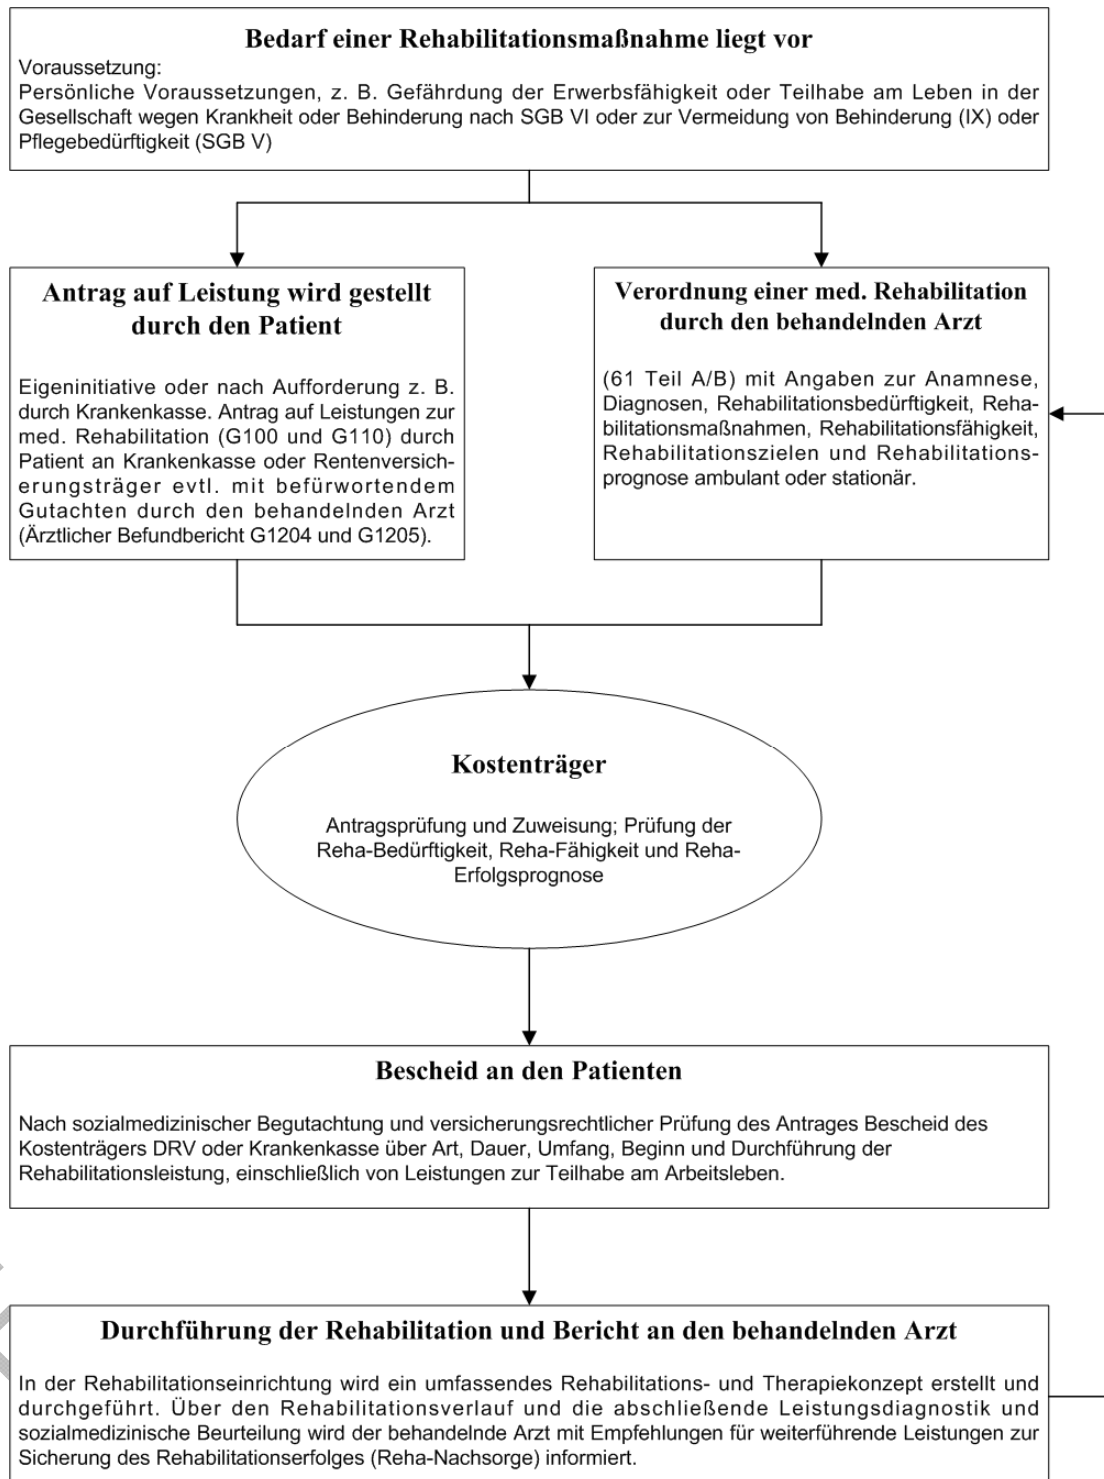 Bedarf einer Rehabilitationsmaßnahme liegt vor
Voraussetzung:
Persönliche Voraussetzungen, z. B. Gefährdung der Erwerbsfähigkeit oder Teilhabe am Leben in der
Gesellschaft wegen Krankheit oder Behinderung nach SGB VI oder zur Vermeidung von Behinderung (IX) oder
Pflegebedürftigkeit (SGB V)
Antrag auf Leistung wird gestellt
durch den Patient
Eigeninitiative oder nach Aufforderung z. B.
durch Krankenkasse. Antrag auf Leistungen zur
med. Rehabilitation (G100 und G110) durch
Patient an Krankenkasse oder Rentenversich-
erungsträger evtl. mit befürwortendem
Gutachten durch den behandelnden Arzt
(Ärztlicher Befundbericht G1204 und G1205).
Verordnung einer med. Rehabilitation
durch den behandelnden Arzt
(61 Teil A/B) mit Angaben zur Anamnese,
Diagnosen, Rehabilitationsbedürftigkeit, Reha-
bilitationsmaßnahmen, Rehabilitationsfähigkeit,
Rehabilitationszielen und Rehabilitations-
prognose ambulant oder stationär.
Kostenträger
Antragsprüfung und Zuweisung; Prüfung der
Reha-Bedürftigkeit, Reha-Fähigkeit und Reha-
Erfolgsprognose
Bescheid an den Patienten
Nach sozialmedizinischer Begutachtung und versicherungsrechtlicher Prüfung des Antrages Bescheid des
Kostenträgers DRV oder Krankenkasse über Art, Dauer, Umfang, Beginn und Durchführung der
Rehabilitationsleistung, einschließlich von Leistungen zur Teilhabe am Arbeitsleben.
Durchführung der Rehabilitation und Bericht an den behandelnden Arzt
In der Rehabilitationseinrichtung wird ein umfassendes Rehabilitations- und Therapiekonzept erstellt und
durchgeführt. Über den Rehabilitationsverlauf und die abschließende Leistungsdiagnostik und
sozialmedizinische Beurteilung wird der behandelnde Arzt mit Empfehlungen für weiterführende Leistungen zur
Sicherung des Rehabilitationserfolges (Reha-Nachsorge) informiert.